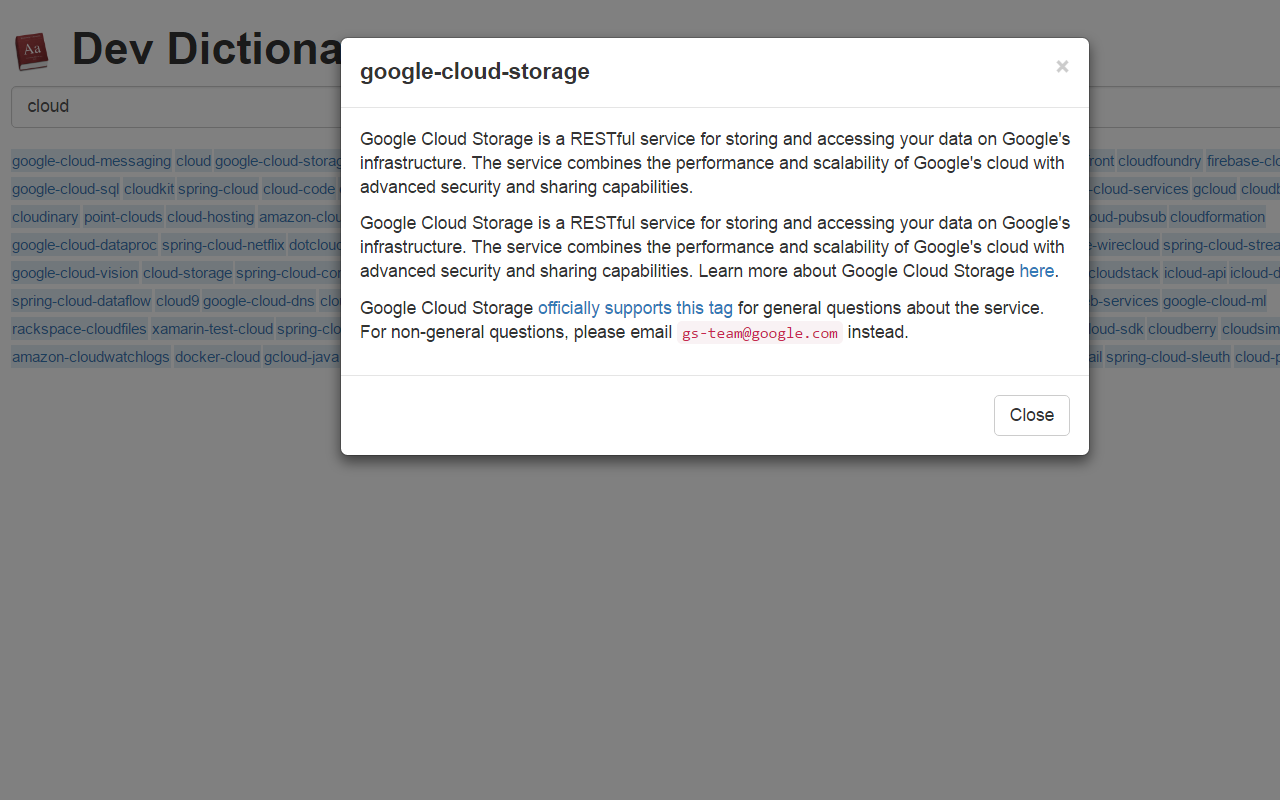 Aa
Dev Dictiona
cloud
google-cloud-messaging cloud google-cloud-storag
ront cloudfoundry firebase-clo
google-cloud-sql cloudkit spring-cloud cloud-code
-cloud-services gcloud cloudb
cloudinary point-clouds cloud-hosting amazon-clou
oud-pubsub cloudformation
google-cloud-dataproc spring-cloud-netflix dotcloud
e-wirecloud spring-cloud-strea
google-cloud-vision cloud-storage spring-cloud-con
cloudstack icloud-api icloud-d
spring-cloud-dataflow cloud9 google-cloud-dns clou
eb-services google-cloud-ml
rackspace-cloudfiles xamarin-test-cloud spring-clo
oud-sdk cloudberry cloudsim
amazon-cloudwatchlogs docker-cloud gcloud-java
ail spring-cloud-sleuth cloud-p
google-cloud-storage
×
Google Cloud Storage is a RESTful service for storing and accessing your data on Google's
infrastructure. The service combines the performance and scalability of Google's cloud with
advanced security and sharing capabilities.
Google Cloud Storage is a RESTful service for storing and accessing your data on Google's
infrastructure. The service combines the performance and scalability of Google's cloud with
advanced security and sharing capabilities. Learn more about Google Cloud Storage here.
Google Cloud Storage officially supports this tag for general questions about the service.
For non-general questions, please email gs-team@google.com instead.
Close